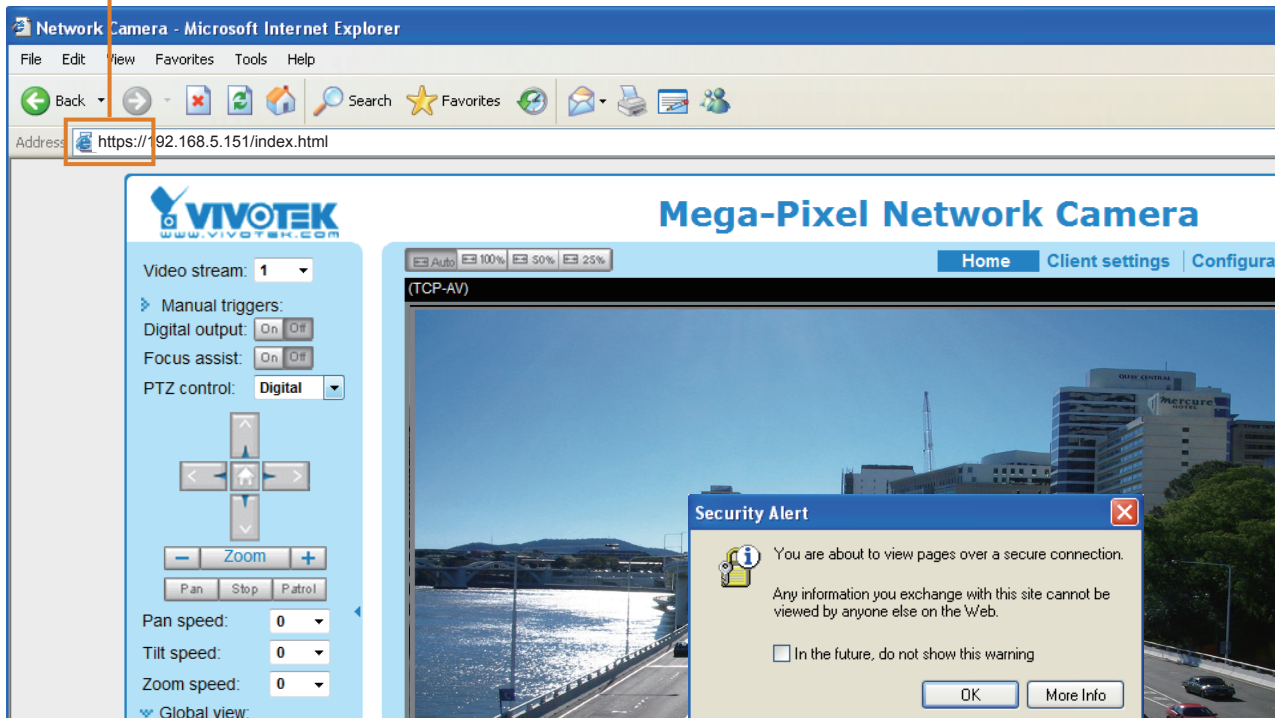 Network Camera - Microsoft Internet Explorer
File Edit View Favorites Tools Help
Back Search Favorites
Address https://192.168.5.151/index.html
VIVOTEK
www.vivotek.com
Mega-Pixel Network Camera
Auto 100% 50% 25%
Home Client settings Configura
(TCP-AV)
Video stream: 1
Manual triggers:
Digital output: On Off
Focus assist: On Off
PTZ control: Digital
Zoom
Pan Stop Patrol
Pan speed: 0
Tilt speed: 0
Zoom speed: 0
Global view:
QUAY CENTRAL
Mercure
HOTEL
Security Alert
You are about to view pages over a secure connection.
Any information you exchange with this site cannot be
viewed by anyone else on the Web.
In the future, do not show this warning
OK More Info